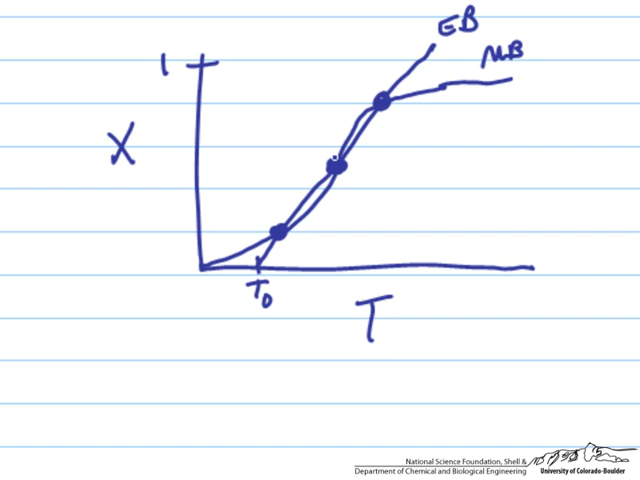 EB
MB
1
X
T0
T
National Science Foundation, Shell &
Department of Chemical and Biological Engineering
University of Colorado-Boulder